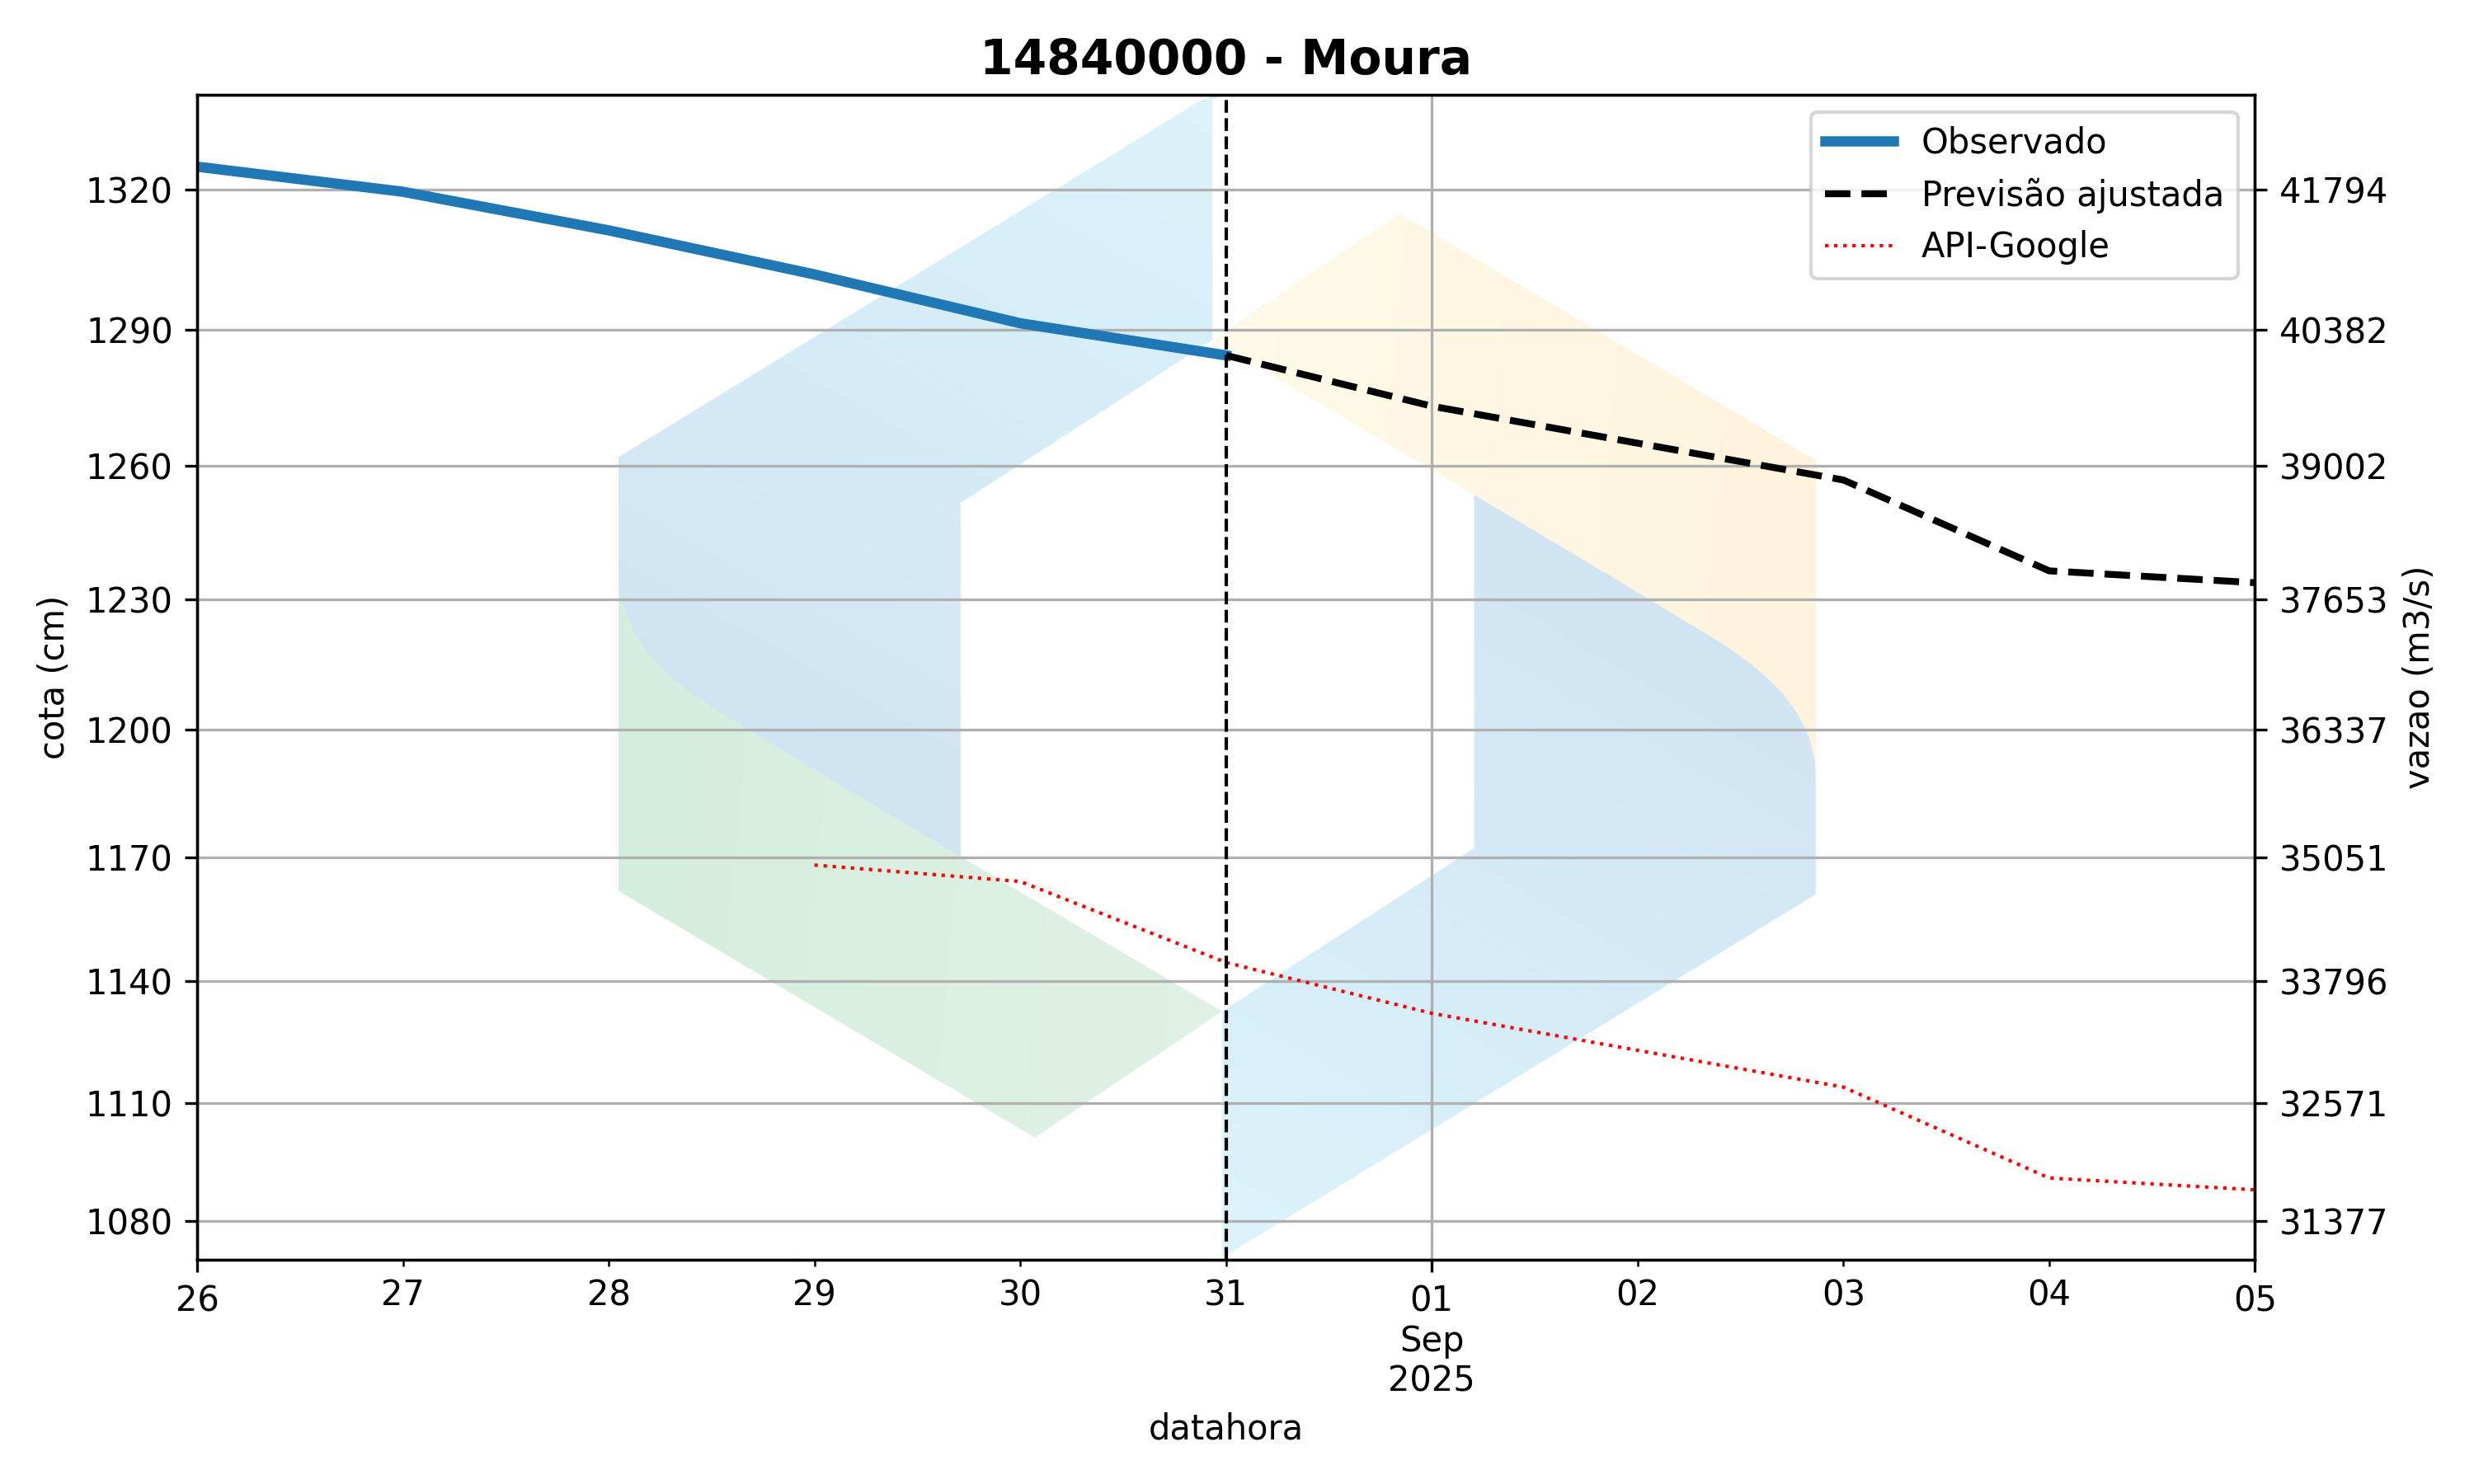 14840000 - Moura
Observado
Previsão ajustada
API-Google
cota (cm)
1320
1290
1260
1230
1200
1170
1140
1110
1080
41794
40382
39002
37653
36337
35051
33796
32571
31377
vazao (m3/s)
26 27 28 29 30 31 01 02 03 04 05
Sep
2025
datahora